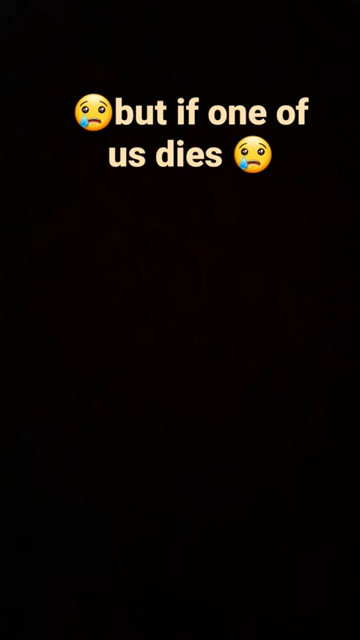 😢but if one of
us dies 😢